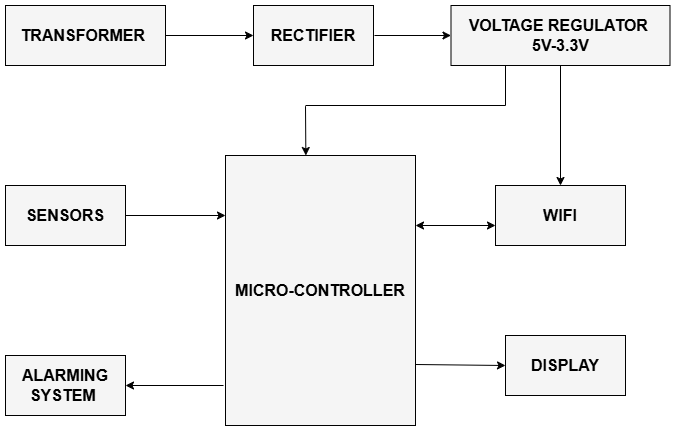 TRANSFORMER
RECTIFIER
VOLTAGE REGULATOR
5V-3.3V
SENSORS
MICRO-CONTROLLER
WIFI
ALARMING
SYSTEM
DISPLAY